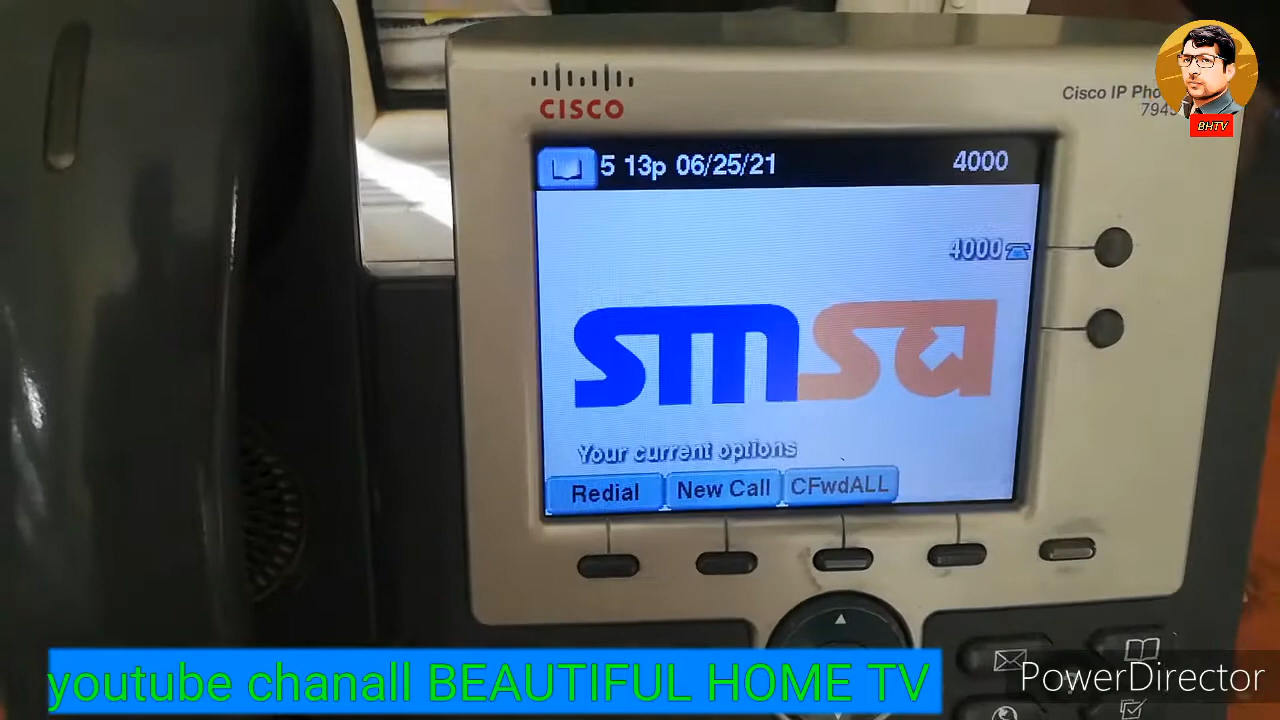 CISCO
Cisco IP Pho
794
BHTV
5 13p 06/25/21 4000
4000
smsa
Your current options
Redial New Call CFwdALL
youtube chanall BEAUTIFUL HOME TV
PowerDirector